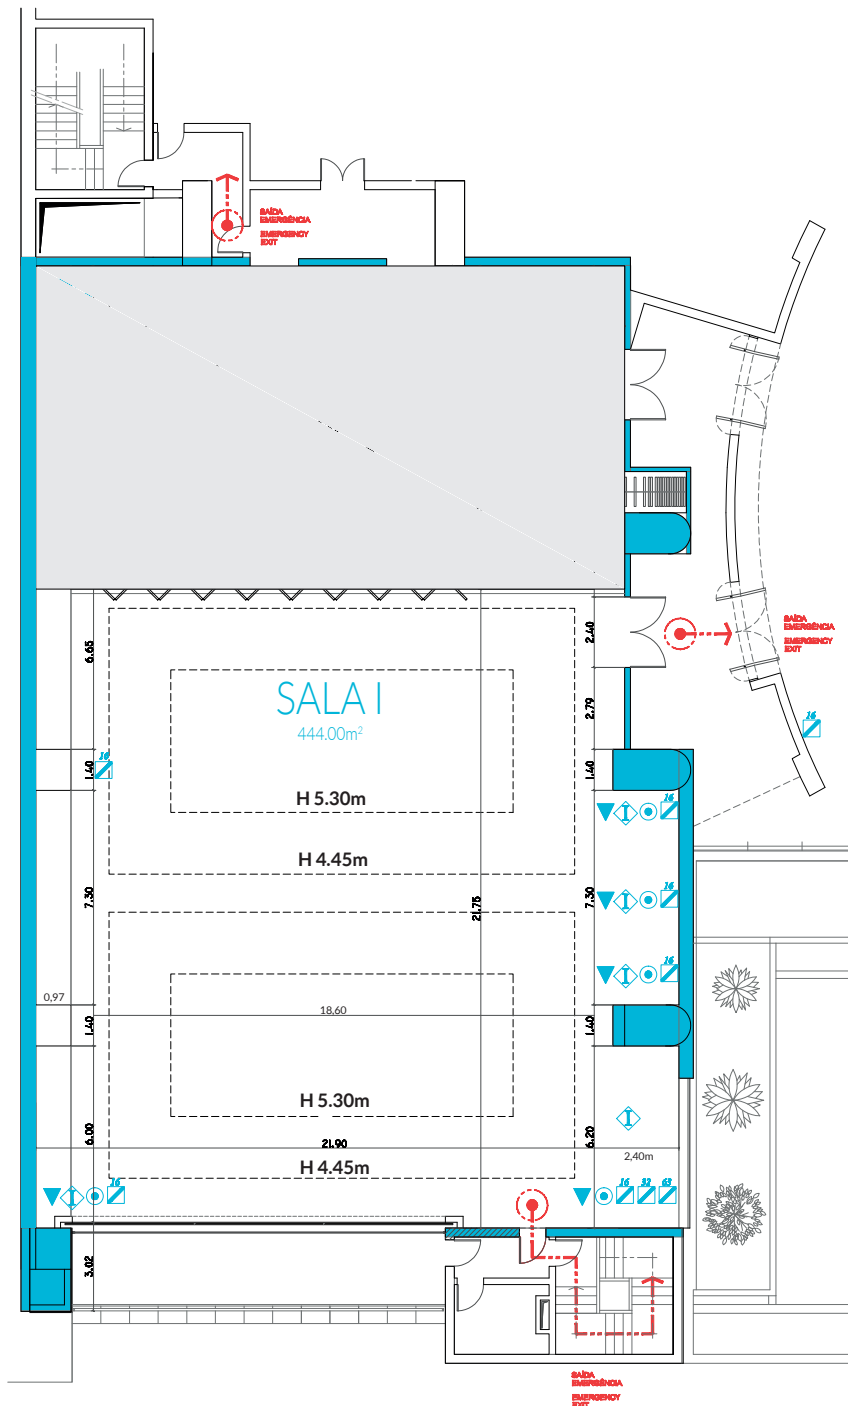 SAÍDA
EMERGÊNCIA
EMERGENCY
EXIT
SAÍDA
EMERGÊNCIA
EMERGENCY
EXIT
6.65
2.40
SALA I
444.00m²
2.79
16
1.40
16
1.40
H 5.30m
16
H 4.45m
7.30
21.75
7.30
I
16
I
16
I
0,97
18,60
1.40
1.40
H 5.30m
I
6.00
21.90
6.20
2,40m
H 4.45m
16
I
16
32
63
3.02
SAÍDA
EMERGÊNCIA
EMERGENCY
EXIT